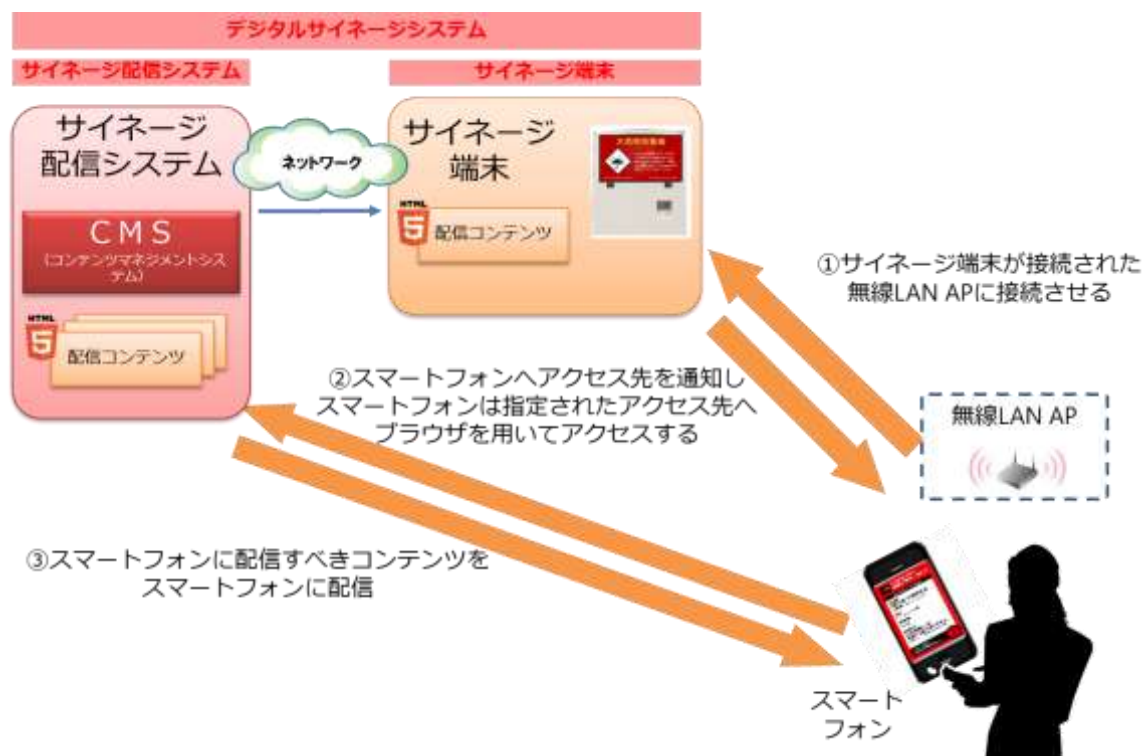 デジタルサイネージシステム
サイネージ配信システム
サイネージ端末
サイネージ
配信システム
ネットワーク
サイネージ
端末
HTML
5
配信コンテンツ
CMS
(コンテンツマネジメントシス
テム)
HTML
5
配信コンテンツ
①サイネージ端末が接続された
無線LAN APに接続させる
②スマートフォンへアクセス先を通知し
スマートフォンは指定されたアクセス先へ
ブラウザを用いてアクセスする
無線LAN AP
③スマートフォンに配信すべきコンテンツを
スマートフォンに配信
スマート
フォン